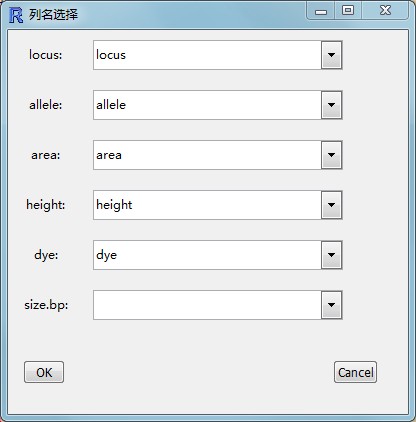 列名选择
locus: locus
allele: allele
area: area
height: height
dye: dye
size.bp:
OK Cancel